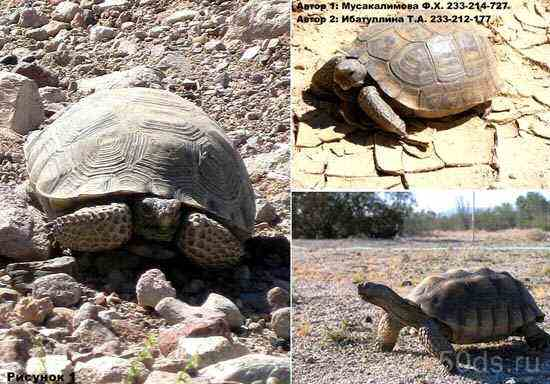 Автор 1: Мусакалимова Ф.Х. 233-214-727
Автор 2: Ибатуллина Т.А. 233-212-177
Рисунок 1
50ds.ru